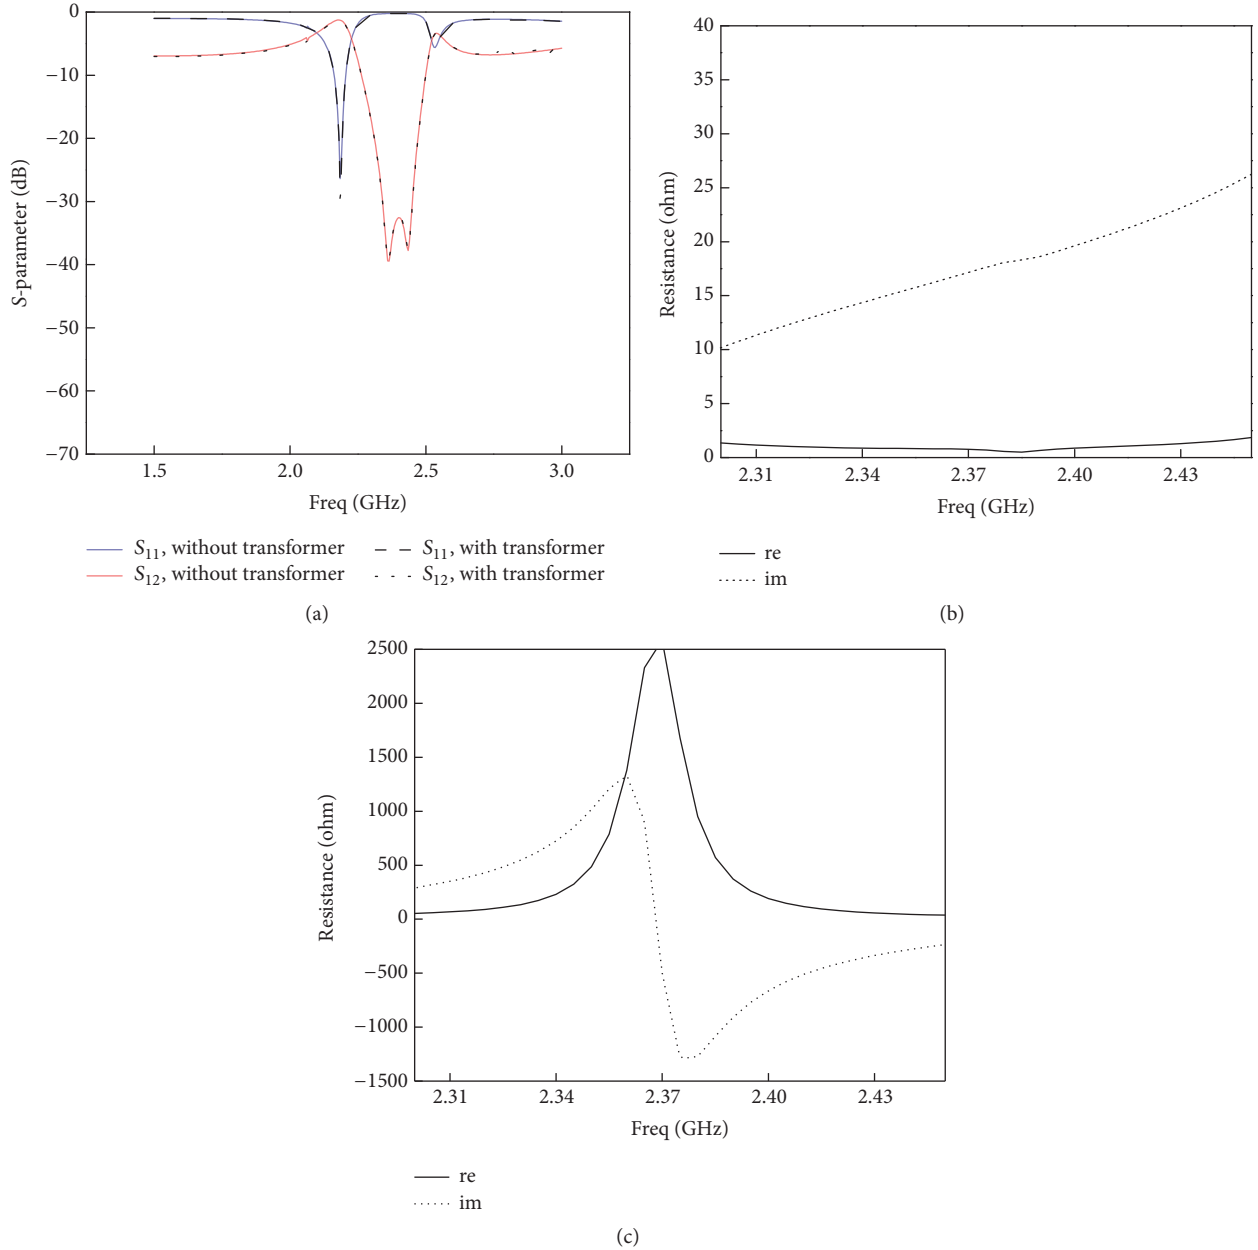 0
−10
−20
−30
−40
−50
−60
−70
S-parameter (dB)
1.5
2.0
2.5
3.0
Freq (GHz)
S11, without transformer
S12, without transformer
S11, with transformer
S12, with transformer
(a)
40
35
30
25
20
15
10
5
0
Resistance (ohm)
2.31
2.34
2.37
2.40
2.43
Freq (GHz)
re
im
(b)
2500
2000
1500
1000
500
0
−500
−1000
−1500
Resistance (ohm)
2.31
2.34
2.37
2.40
2.43
Freq (GHz)
re
im
(c)